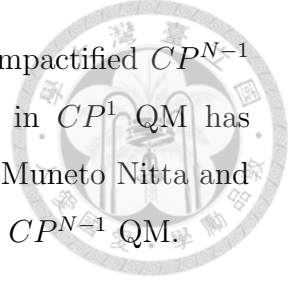 mpactified $CP^{N-1}$
in $CP^1$ QM has
Muneto Nitta and
$CP^{N-1}$ QM.